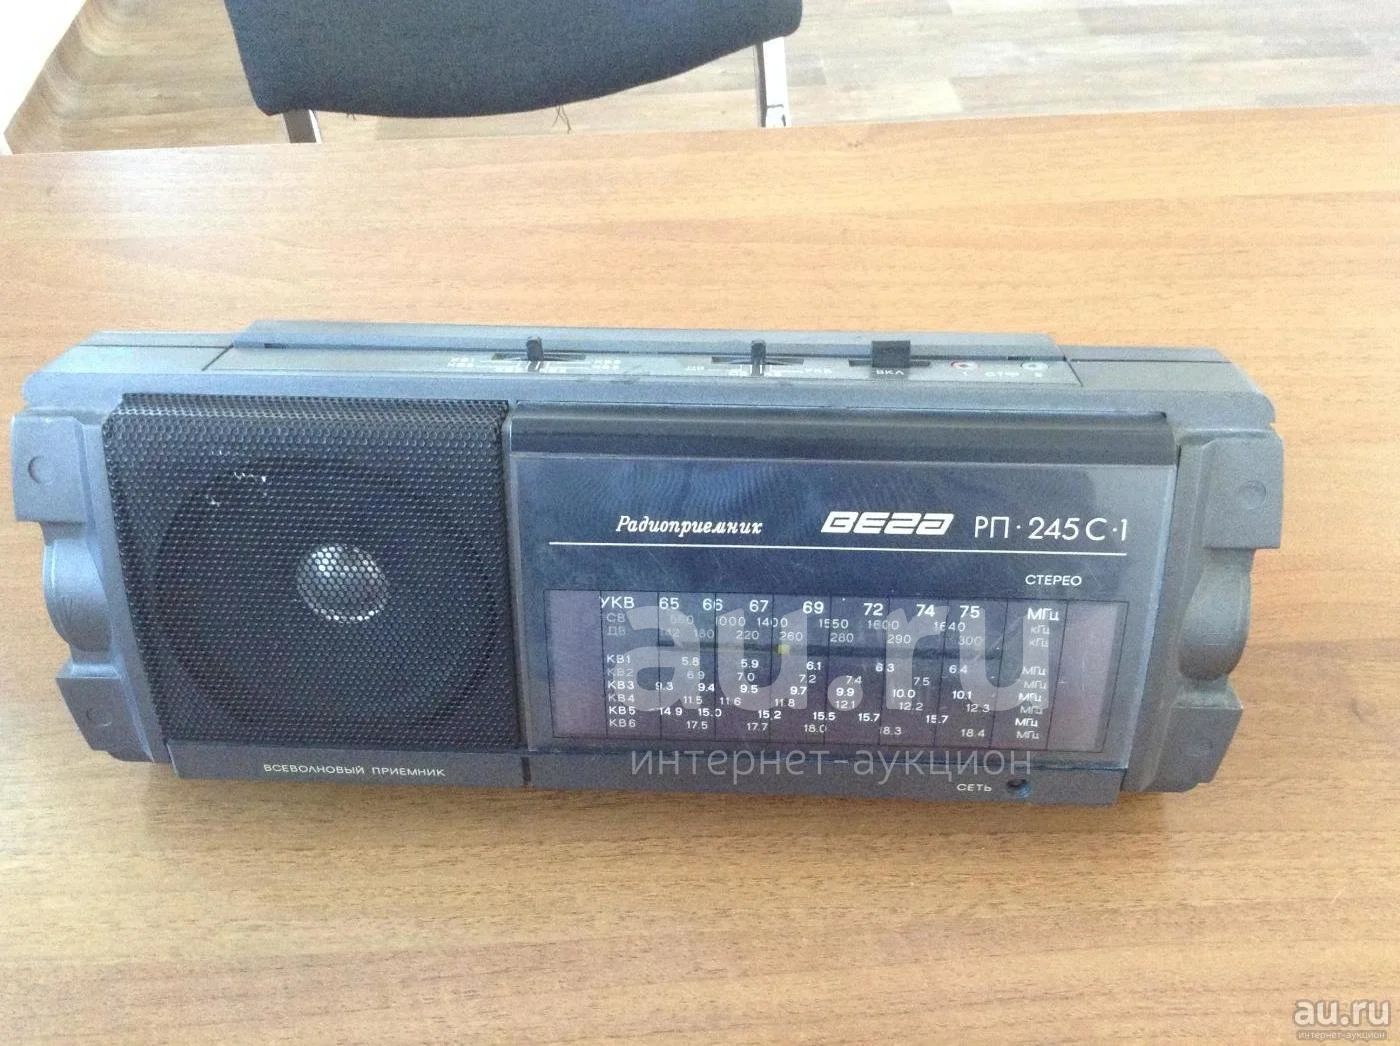 ВКЛ
Радиоприемник ВЕГА РП·245С·1
СТЕРЕО
УКВ 65 66 67 69 72 74 75 МГц
СВ 1000 1400 1550 1600 1640 кГц
ДВ 180 220 260 280 290 300 кГц
КВ1 5.8 5.9 6.1 6.3 6.4 МГц
КВ2 6.9 7.0 7.2 7.4 7.5 МГц
КВ3 9.3 9.4 9.5 9.7 9.9 10.0 10.1 МГц
КВ4 11.5 11.6 11.8 12.1 12.2 12.3 МГц
КВ5 14.9 15.0 15.2 15.5 15.7 15.7 МГц
КВ6 17.5 17.7 18.0 18.3 18.4 МГц
au.ru
интернет-аукцион
ВСЕВОЛНОВЫЙ ПРИЕМНИК
СЕТЬ
au.ru
интернет-аукцион